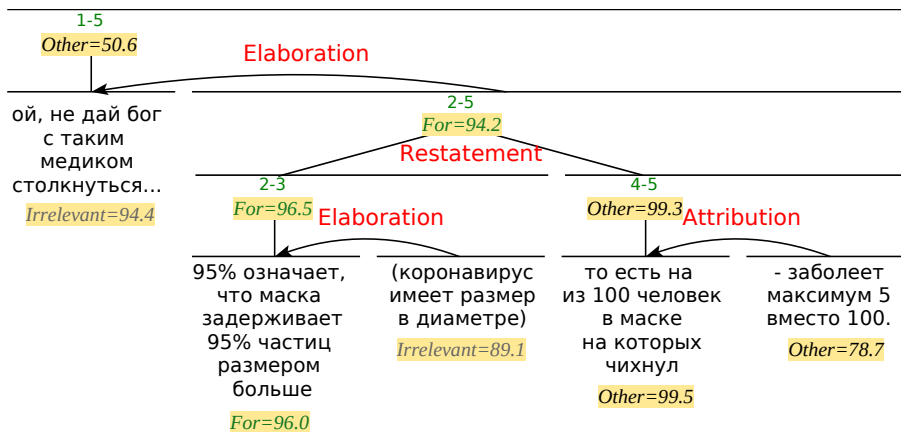 1-5
Other=50.6
Elaboration
ой, не дай бог
с таким
медиком
столкнуться...
Irrelevant=94.4
2-5
For=94.2
Restatement
2-3
For=96.5
Elaboration
4-5
Other=99.3
Attribution
95% означает,
что маска
задерживает
95% частиц
размером
больше
For=96.0
(коронавирус
имеет размер
в диаметре)
Irrelevant=89.1
то есть на
из 100 человек
в маске
на которых
чихнул
Other=99.5
- заболеет
максимум 5
вместо 100.
Other=78.7